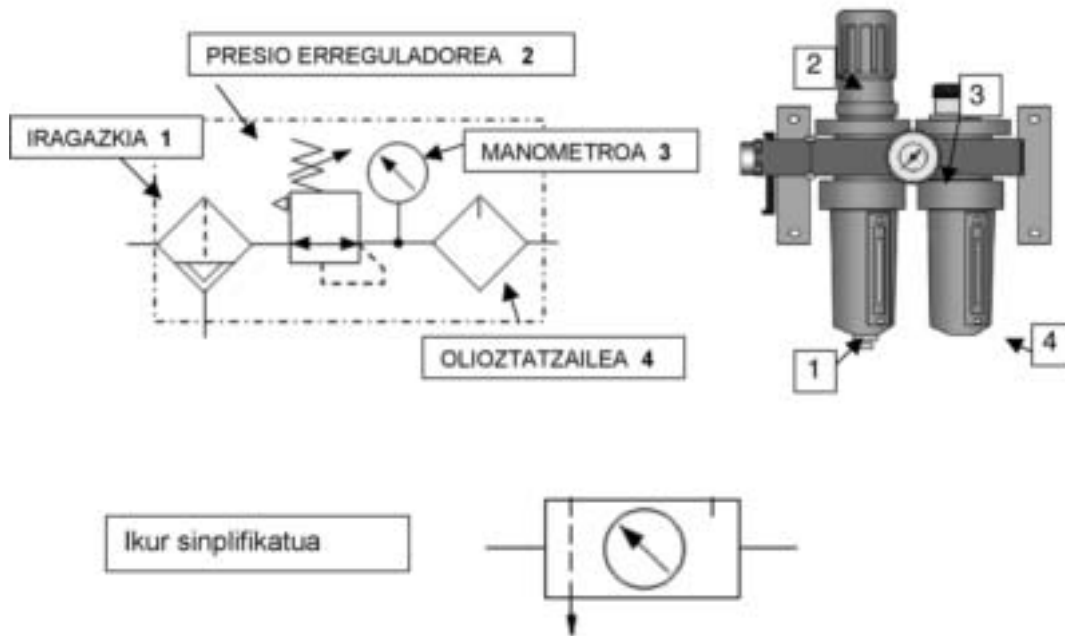 PRESIO ERREGULADOREA 2
IRAGAZKIA 1
MANOMETROA 3
OLIOZTATZAILEA 4
2
3
1
4
Ikur sinplifikatua